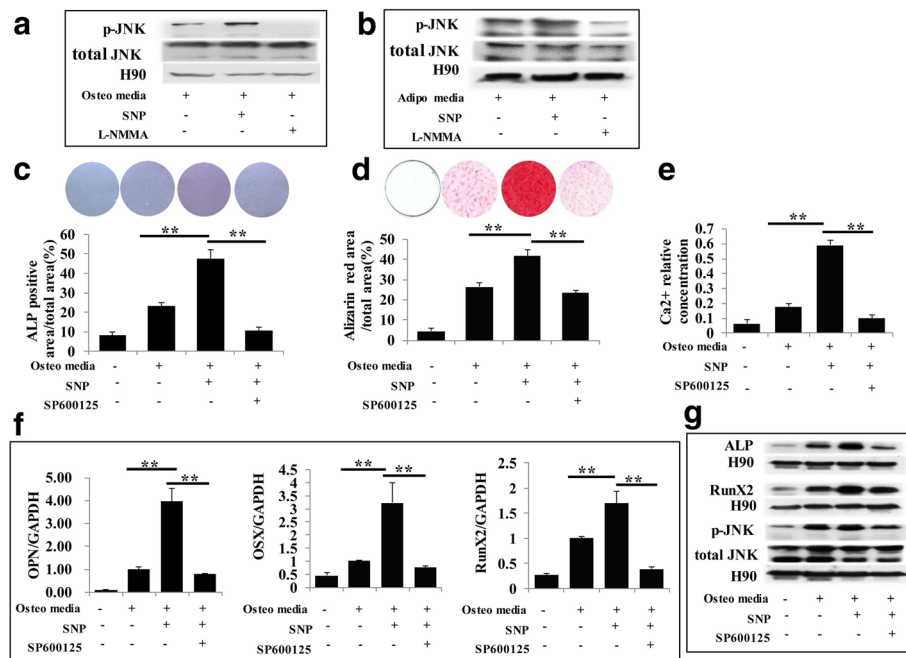 a
p-JNK
total JNK
H90
Osteo media + + +
SNP - + -
L-NMMA - - +
b
p-JNK
total JNK
H90
Adipo media + + +
SNP - + -
L-NMMA - - +
c
ALP positive
area/total area(%)
60
50
40
30
20
10
0
** **
Osteo media - + + +
SNP - - + +
SP600125 - - - +
d
Alizarin red area
/total area(%)
50
40
30
20
10
0
** **
Osteo media - + + +
SNP - - + +
SP600125 - - - +
e
Ca2+ relative
concentration
0.7
0.6
0.5
0.4
0.3
0.2
0.1
0
** **
Osteo media - + + +
SNP - - + +
SP600125 - - - +
f
OPN/GAPDH
5.00
4.00
3.00
2.00
1.00
0.00
** **
Osteo media - + + +
SNP - - + +
SP600125 - - - +
OSX/GAPDH
4.5
4
3.5
3
2.5
2
1.5
1
0.5
0
** **
Osteo media - + + +
SNP - - + +
SP600125 - - - +
RunX2/GAPDH
2.5
2
1.5
1
0.5
0
** **
Osteo media - + + +
SNP - - + +
SP600125 - - - +
g
ALP
H90
RunX2
H90
p-JNK
total JNK
H90
Osteo media - + + +
SNP - - + +
SP600125 - - - +